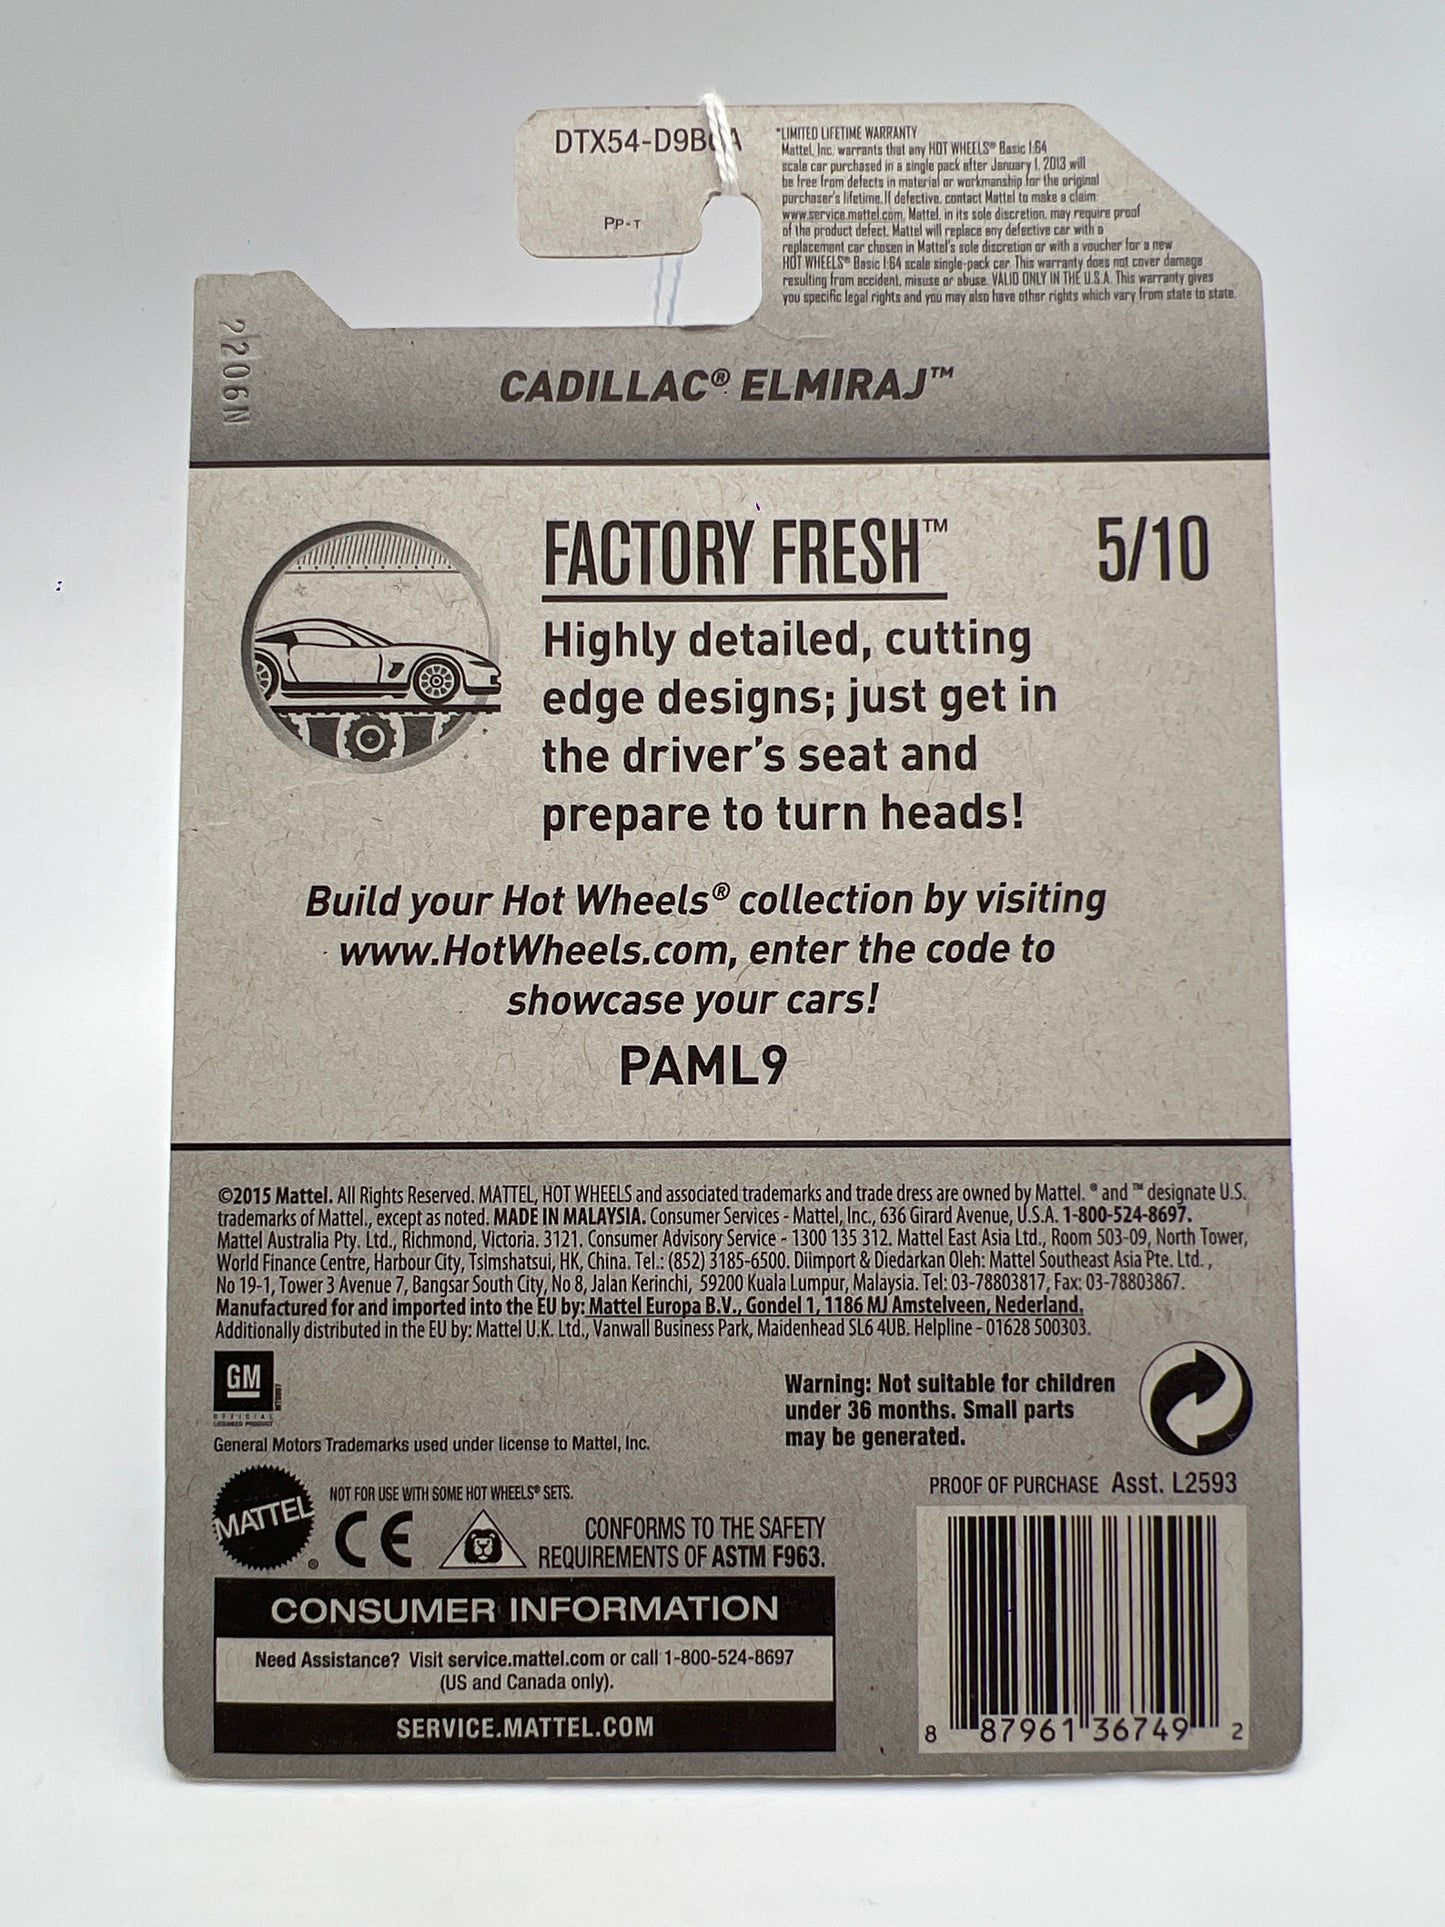 DTX54-D9B
PP-T
*LIMITED LIFETIME WARRANTY
Mattel, Inc. warrants that any HOT WHEELS® Basic 1:64
scale car purchased in a single pack after January 1, 2013 will
be free from defects in material or workmanship for the original
purchaser's lifetime. If defective, contact Mattel to make a claim:
www.service.mattel.com. Mattel, in its sole discretion, may require proof
of the product defect. Mattel will replace any defective car with a
replacement car chosen in Mattel's sole discretion or with a voucher for a new
HOT WHEELS® Basic 1:64 scale single-pack car. This warranty does not cover damage
resulting from accident, misuse or abuse. VALID ONLY IN THE U.S.A. This warranty gives
you specific legal rights and you may also have other rights which vary from state to state.
2206N
CADILLAC® ELMIRAJ™
FACTORY FRESH™ 5/10
Highly detailed, cutting
edge designs; just get in
the driver's seat and
prepare to turn heads!
Build your Hot Wheels® collection by visiting
www.HotWheels.com, enter the code to
showcase your cars!
PAML9
©2015 Mattel. All Rights Reserved. MATTEL, HOT WHEELS and associated trademarks and trade dress are owned by Mattel. ® and ™ designate U.S.
trademarks of Mattel., except as noted. MADE IN MALAYSIA. Consumer Services - Mattel, Inc., 636 Girard Avenue, U.S.A. 1-800-524-8697.
Mattel Australia Pty. Ltd., Richmond, Victoria. 3121. Consumer Advisory Service - 1300 135 312. Mattel East Asia Ltd., Room 503-09, North Tower,
World Finance Centre, Harbour City, Tsimshatsui, HK, China. Tel.: (852) 3185-6500. Diimport & Diedarkan Oleh: Mattel Southeast Asia Pte. Ltd.,
No 19-1, Tower 3 Avenue 7, Bangsar South City, No 8, Jalan Kerinchi, 59200 Kuala Lumpur, Malaysia. Tel: 03-78803817, Fax: 03-78803867.
Manufactured for and imported into the EU by: Mattel Europa B.V., Gondel 1, 1186 MJ Amstelveen, Nederland.
Additionally distributed in the EU by: Mattel U.K. Ltd., Vanwall Business Park, Maidenhead SL6 4UB. Helpline - 01628 500303.
GM
OFFICIAL
LICENSED PRODUCT
General Motors Trademarks used under license to Mattel, Inc.
Warning: Not suitable for children
under 36 months. Small parts
may be generated.
PROOF OF PURCHASE Asst. L2593
MATTEL®
NOT FOR USE WITH SOME HOT WHEELS® SETS.
CE
CONFORMS TO THE SAFETY
REQUIREMENTS OF ASTM F963.
CONSUMER INFORMATION
Need Assistance? Visit service.mattel.com or call 1-800-524-8697
(US and Canada only).
SERVICE.MATTEL.COM
8 87961 36749 2